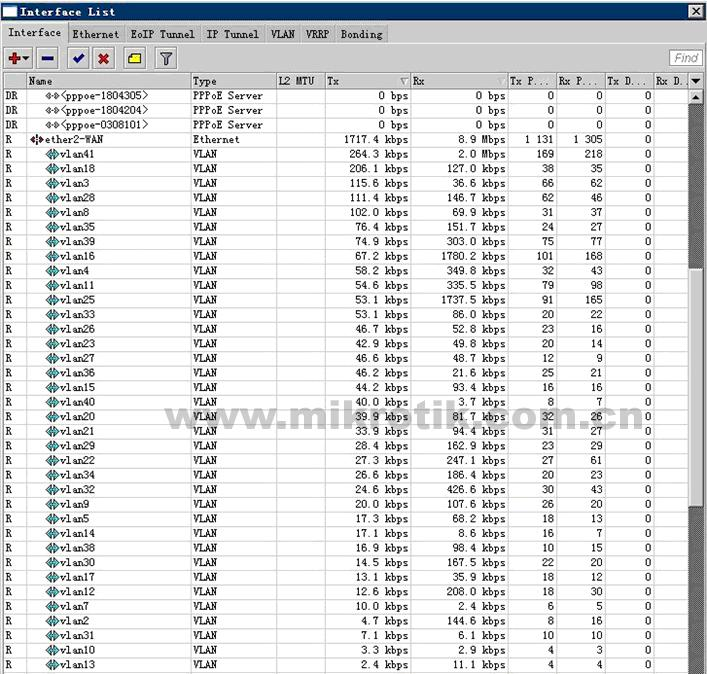 Interface List
Interface Ethernet EoIP Tunnel IP Tunnel VLAN VRRP Bonding
Find
Name Type L2 MTU Tx Rx Tx P... Rx P... Tx D... Rx D.
DR <pppoe-1804305> PPPoE Server 0 bps 0 bps 0 0 0
DR <pppoe-1804204> PPPoE Server 0 bps 0 bps 0 0 0
DR <pppoe-0308101> PPPoE Server 0 bps 0 bps 0 0 0
R ether2-WAN Ethernet 1717.4 kbps 8.9 Mbps 1 131 1 305 0
R vlan41 VLAN 264.3 kbps 2.0 Mbps 169 218 0
R vlan18 VLAN 206.1 kbps 127.0 kbps 38 35 0
R vlan3 VLAN 115.6 kbps 36.6 kbps 66 62 0
R vlan28 VLAN 111.4 kbps 146.7 kbps 62 46 0
R vlan8 VLAN 102.0 kbps 69.9 kbps 31 37 0
R vlan35 VLAN 76.4 kbps 151.7 kbps 24 27 0
R vlan39 VLAN 74.9 kbps 303.0 kbps 75 77 0
R vlan16 VLAN 67.2 kbps 1780.2 kbps 101 168 0
R vlan4 VLAN 58.2 kbps 349.8 kbps 32 43 0
R vlan11 VLAN 54.6 kbps 335.5 kbps 79 98 0
R vlan25 VLAN 53.1 kbps 1737.5 kbps 91 165 0
R vlan33 VLAN 53.1 kbps 86.0 kbps 20 22 0
R vlan26 VLAN 46.7 kbps 52.8 kbps 23 16 0
R vlan23 VLAN 42.9 kbps 49.8 kbps 20 14 0
R vlan27 VLAN 46.6 kbps 48.7 kbps 12 9 0
R vlan36 VLAN 46.2 kbps 21.6 kbps 25 21 0
R vlan15 VLAN 44.2 kbps 93.4 kbps 16 16 0
R vlan40 VLAN 40.0 kbps 3.7 kbps 8 7 0
R vlan20 VLAN 39.9 kbps 81.7 kbps 32 26 0
www.mikrotik.com.cn
R vlan21 VLAN 33.9 kbps 94.4 kbps 31 27 0
R vlan29 VLAN 28.4 kbps 162.9 kbps 23 29 0
R vlan22 VLAN 27.3 kbps 247.1 kbps 27 61 0
R vlan34 VLAN 26.6 kbps 186.4 kbps 20 23 0
R vlan32 VLAN 24.6 kbps 426.6 kbps 30 43 0
R vlan9 VLAN 20.0 kbps 107.6 kbps 26 20 0
R vlan5 VLAN 17.3 kbps 68.2 kbps 18 13 0
R vlan14 VLAN 17.1 kbps 8.6 kbps 16 7 0
R vlan38 VLAN 16.9 kbps 98.4 kbps 10 15 0
R vlan30 VLAN 14.5 kbps 167.5 kbps 22 20 0
R vlan17 VLAN 13.1 kbps 35.9 kbps 18 12 0
R vlan12 VLAN 12.6 kbps 208.0 kbps 18 30 0
R vlan7 VLAN 10.0 kbps 2.4 kbps 6 5 0
R vlan2 VLAN 4.7 kbps 144.6 kbps 8 16 0
R vlan31 VLAN 7.1 kbps 6.1 kbps 10 10 0
R vlan10 VLAN 3.3 kbps 2.9 kbps 4 3 0
R vlan13 VLAN 2.4 kbps 11.1 kbps 4 4 0